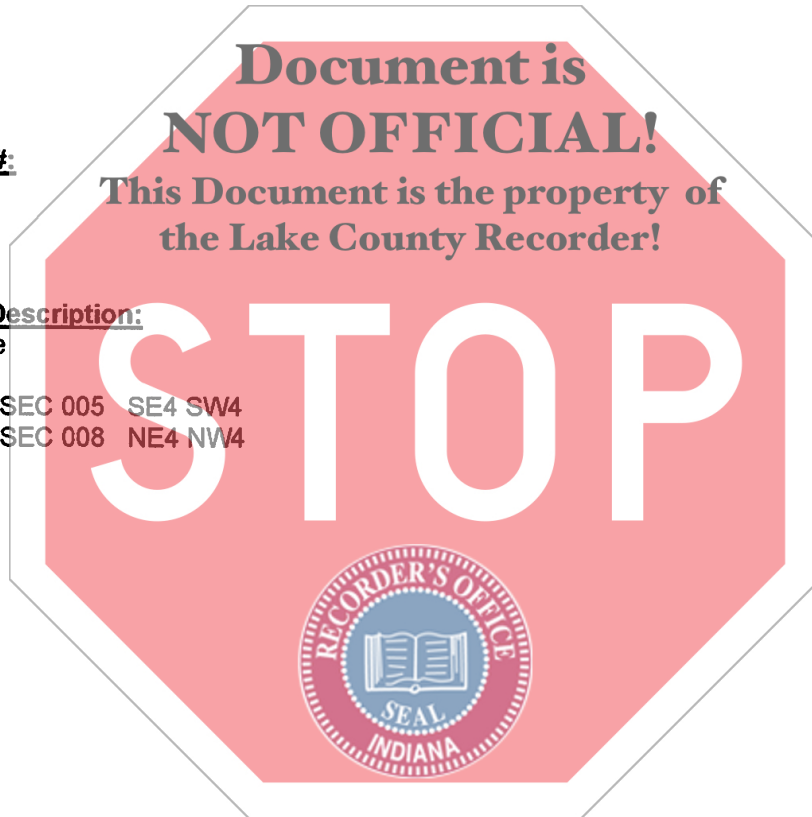 Document is
NOT OFFICIAL!
#:
This Document is the property of
the Lake County Recorder!
Description:
e
STOP
SEC 005 SE4 SW4
SEC 008 NE4 NW4
RECORDER'S OFFICE
SEAL
INDIANA